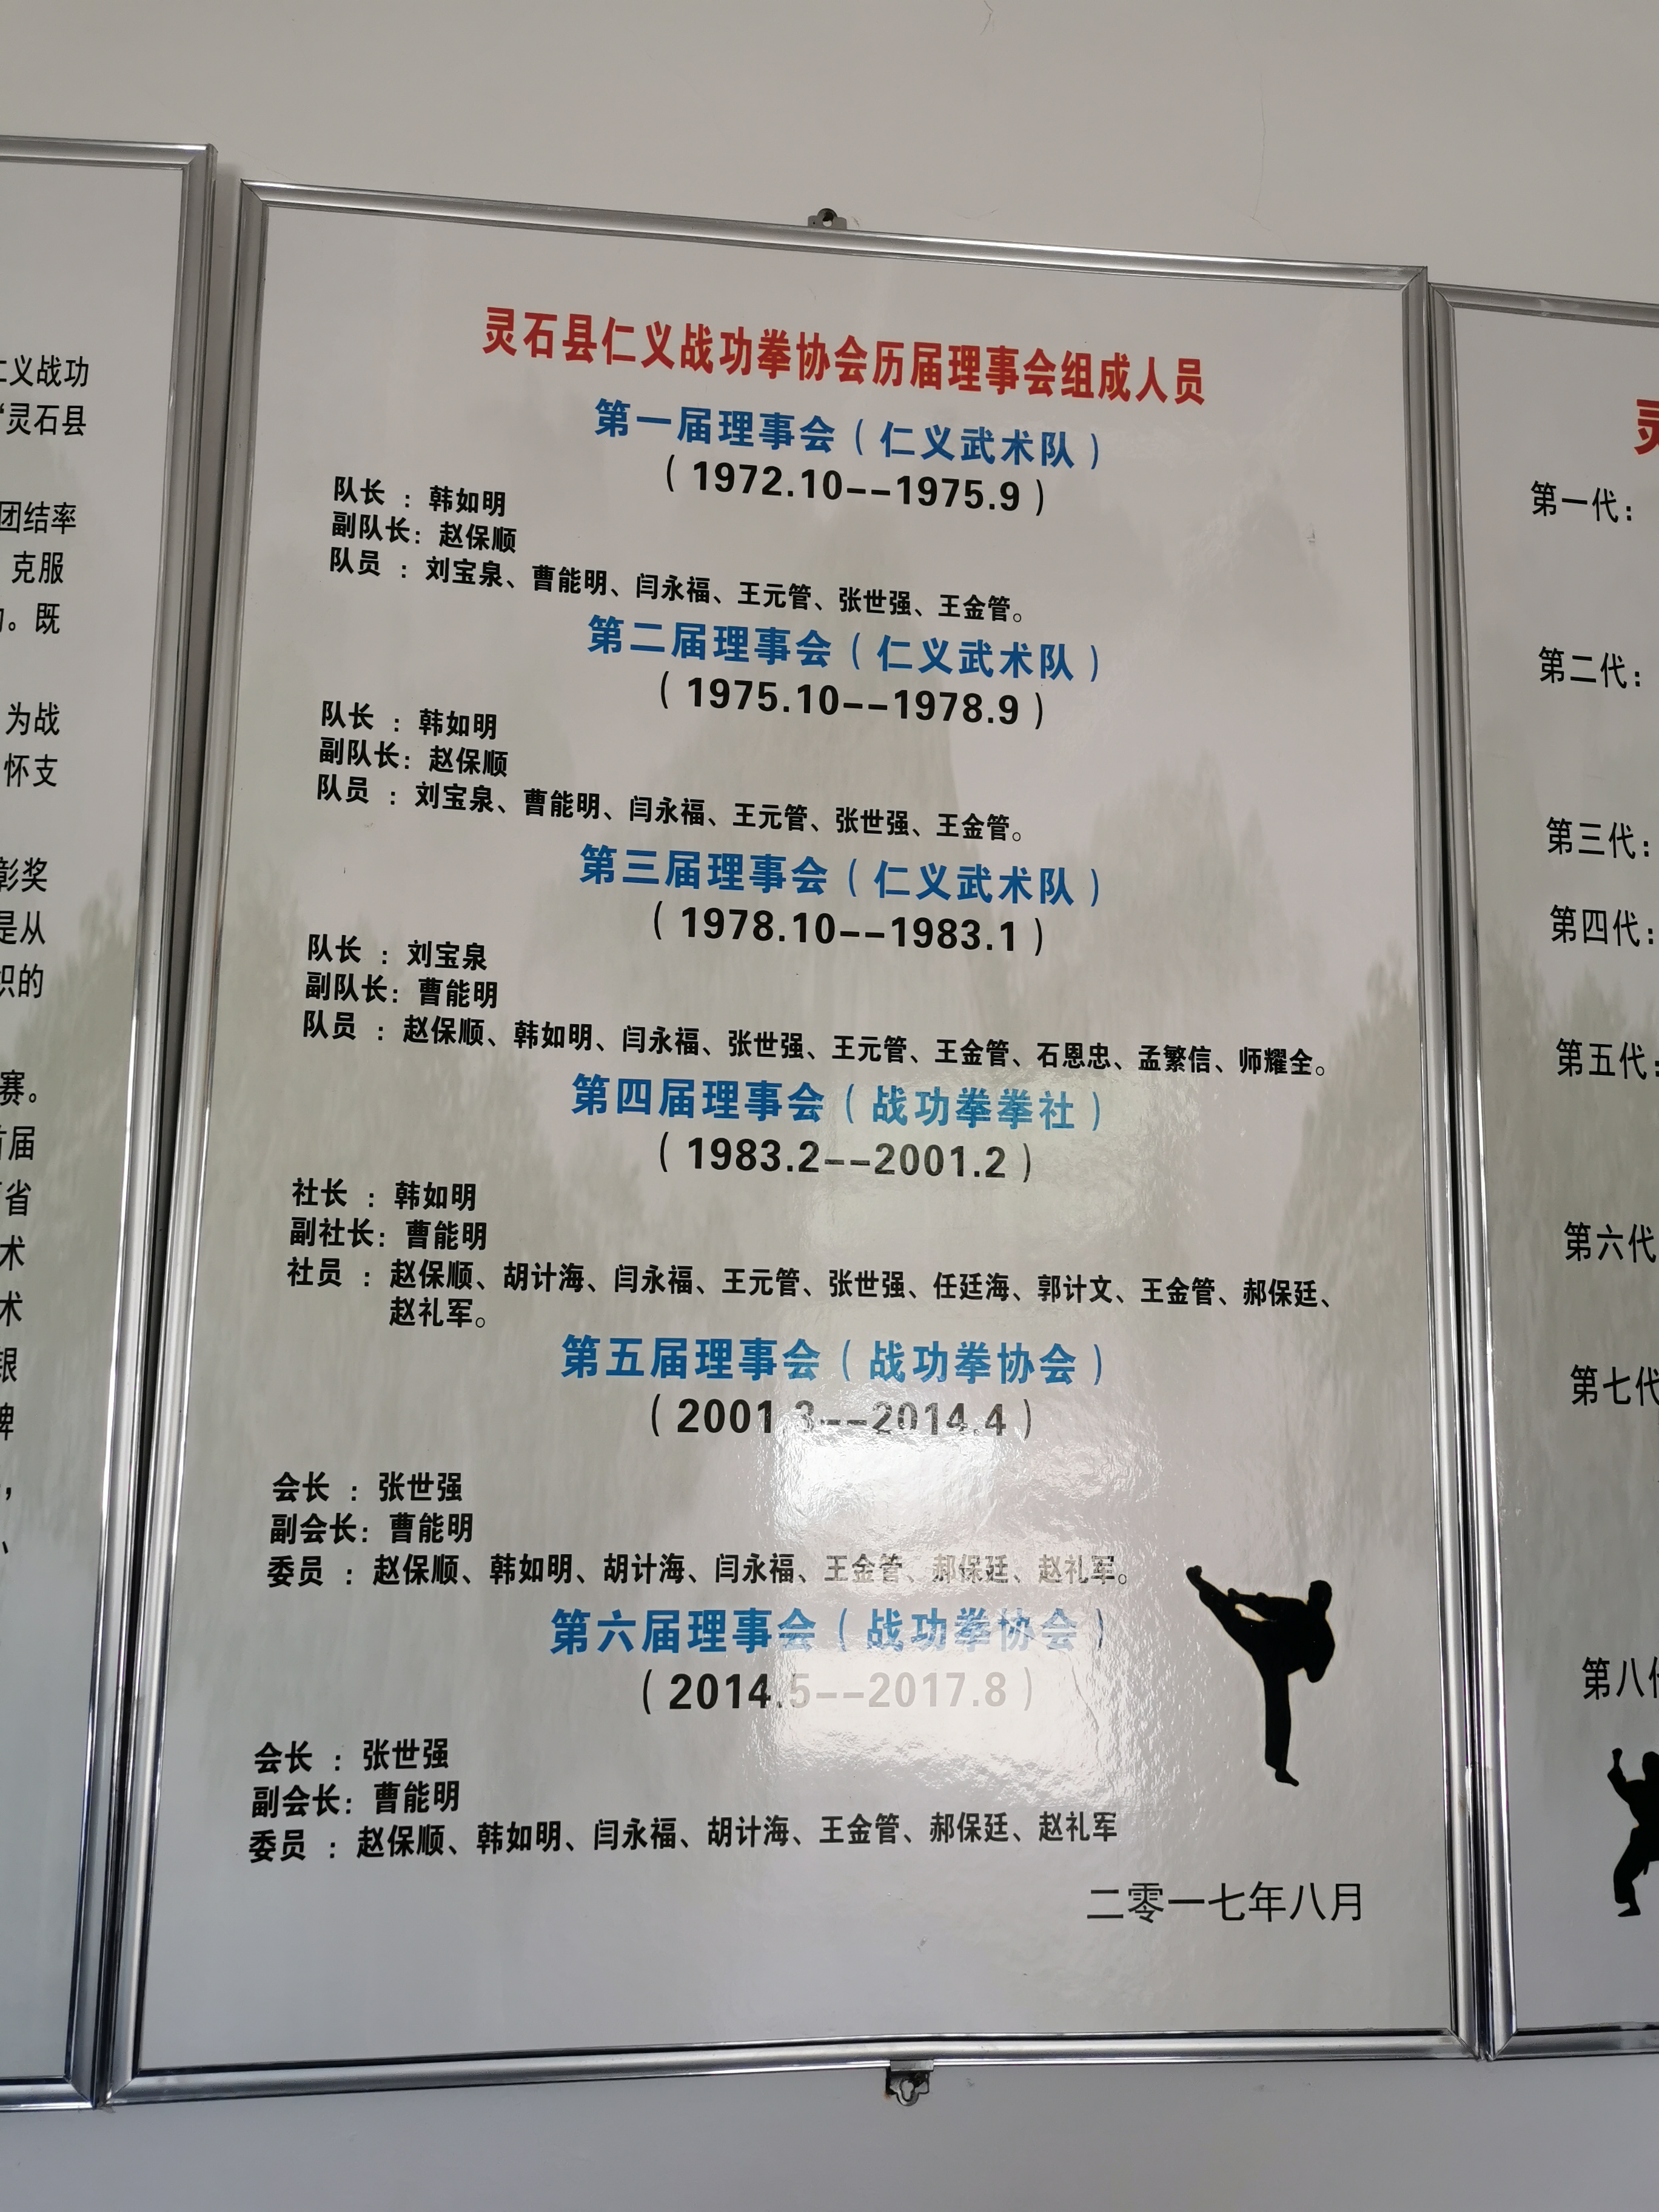 灵石县仁义战功拳协会历届理事会组成人员
第一届理事会（仁义武术队）
（1972.10--1975.9）
队长 ：韩如明
副队长：赵保顺
队员 ：刘宝泉、曹能明、闫永福、王元管、张世强、王金管。
第二届理事会（仁义武术队）
（1975.10--1978.9）
队长 ：韩如明
副队长：赵保顺
队员 ：刘宝泉、曹能明、闫永福、王元管、张世强、王金管。
第三届理事会（仁义武术队）
（1978.10--1983.1）
队长 ：刘宝泉
副队长：曹能明
队员 ：赵保顺、韩如明、闫永福、张世强、王元管、王金管、石恩忠、孟繁信、师耀全。
第四届理事会（战功拳拳社）
（1983.2--2001.2）
社长 ：韩如明
副社长：曹能明
社员 ：赵保顺、胡计海、闫永福、王元管、张世强、任廷海、郭计文、王金管、郝保廷、
赵礼军。
第五届理事会（战功拳协会）
（2001.3--2014.4）
会长 ：张世强
副会长：曹能明
委员 ：赵保顺、韩如明、胡计海、闫永福、王金管、郝保廷、赵礼军。
第六届理事会（战功拳协会）
（2014.5--2017.8）
会长 ：张世强
副会长：曹能明
委员 ：赵保顺、韩如明、闫永福、胡计海、王金管、郝保廷、赵礼军
二零一七年八月
义战功
“灵石县
团结率
克服
。既
为战
怀支
彰奖
是从
织的
赛。
届
省
术
术
银
牌
，
灵
第一代：
第二代：
第三代：
第四代：
第五代：
第六代
第七代
第八代